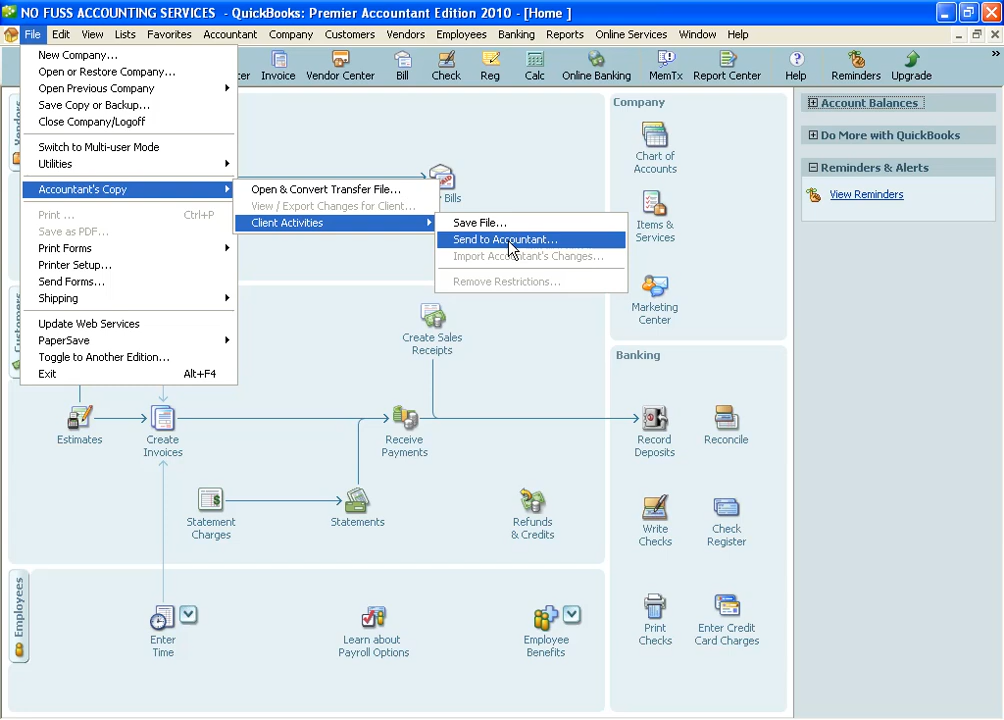 NO FUSS ACCOUNTING SERVICES - QuickBooks: Premier Accountant Edition 2010 - [Home ]
File Edit View Lists Favorites Accountant Company Customers Vendors Employees Banking Reports Online Services Window Help
Invoice Vendor Center Bill Check Reg Calc Online Banking MemTx Report Center Help Reminders Upgrade
New Company...
Open or Restore Company...
Open Previous Company
Save Copy or Backup...
Close Company/Logoff
Switch to Multi-user Mode
Utilities
Accountant's Copy
Print ... Ctrl+P
Save as PDF...
Print Forms
Printer Setup...
Send Forms...
Shipping
Update Web Services
PaperSave
Toggle to Another Edition...
Exit Alt+F4
Open & Convert Transfer File...
View / Export Changes for Client...
Client Activities
Save File...
Send to Accountant...
Import Accountant's Changes...
Remove Restrictions...
Bills
Create Sales
Receipts
Estimates
Create
Invoices
Receive
Payments
Statement
Charges
Statements
Refunds
& Credits
Employees
Enter
Time
Learn about
Payroll Options
Employee
Benefits
Company
Chart of
Accounts
Items &
Services
Marketing
Center
Banking
Record
Deposits
Reconcile
Write
Checks
Check
Register
Print
Checks
Enter Credit
Card Charges
Account Balances
Do More with QuickBooks
Reminders & Alerts
View Reminders